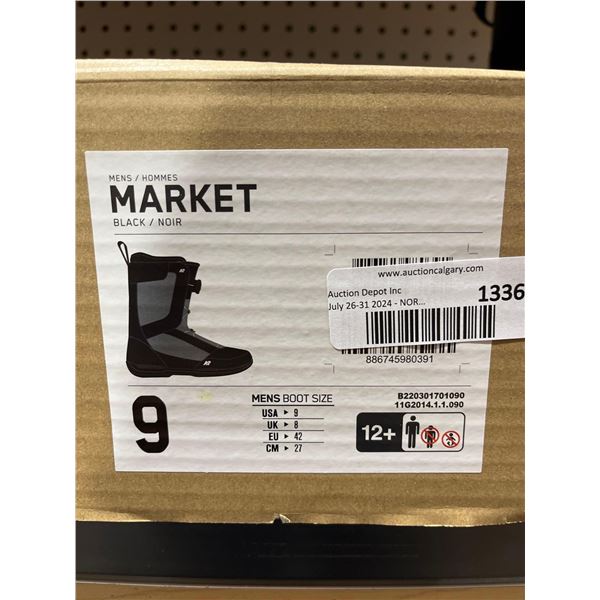 MENS / HOMMES
MARKET
BLACK / NOIR
www.auctioncalgary.com
Auction Depot Inc
July 26-31 2024 - NOR...
1336
886745980391
9
MENS BOOT SIZE
USA ▸ 9
UK ▸ 8
EU ▸ 42
CM ▸ 27
B220301701090
11G2014.1.1.090
12+